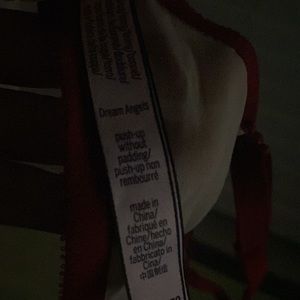 Dream Angels
push-up
without
padding/
push-up non
rembourré
made in
China/
fabriqué en
Chine/hecho
en China/
fabbricato in
Cina/
中国制造